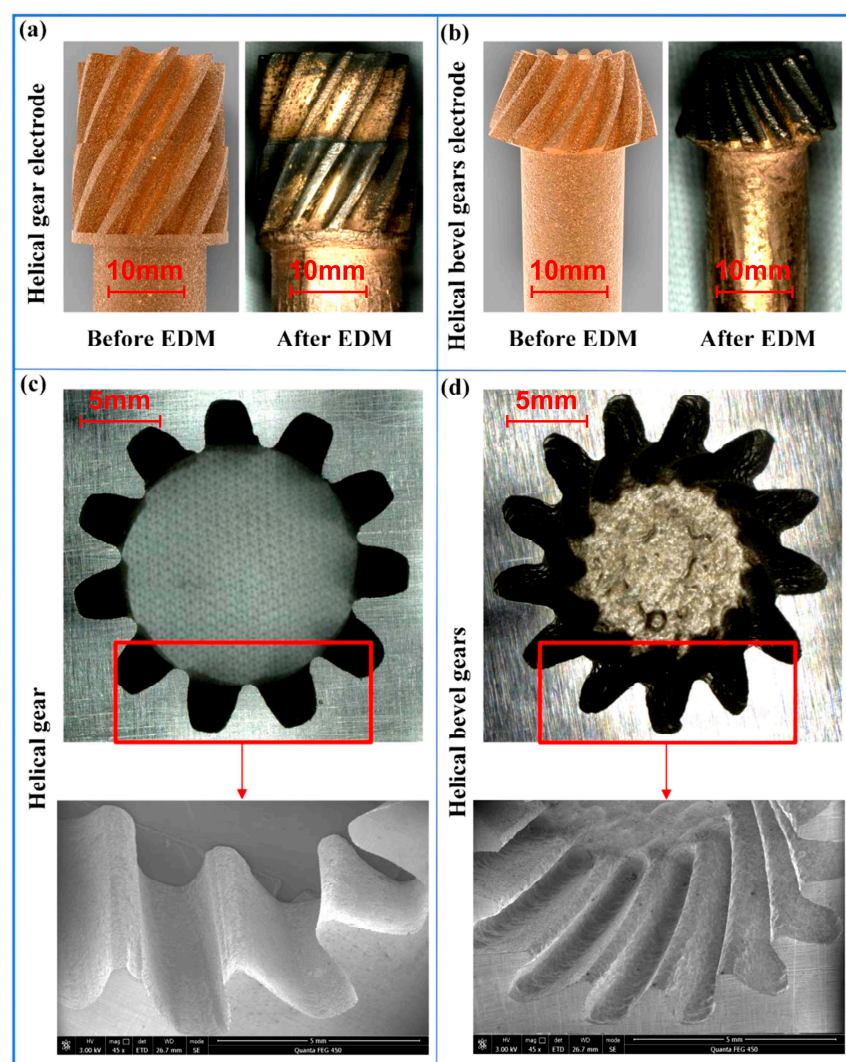 (a)
Helical gear electrode
10mm
10mm
Before EDM
After EDM
(b)
Helical bevel gears electrode
10mm
10mm
Before EDM
After EDM
(c)
Helical gear
5mm
HV mag det WD mode
3.00 kV 45 x ETD 26.7 mm SE
5 mm
Quanta FEG 450
(d)
Helical bevel gears
5mm
HV mag det WD mode
3.00 kV 45 x ETD 26.7 mm SE
5 mm
Quanta FEG 450